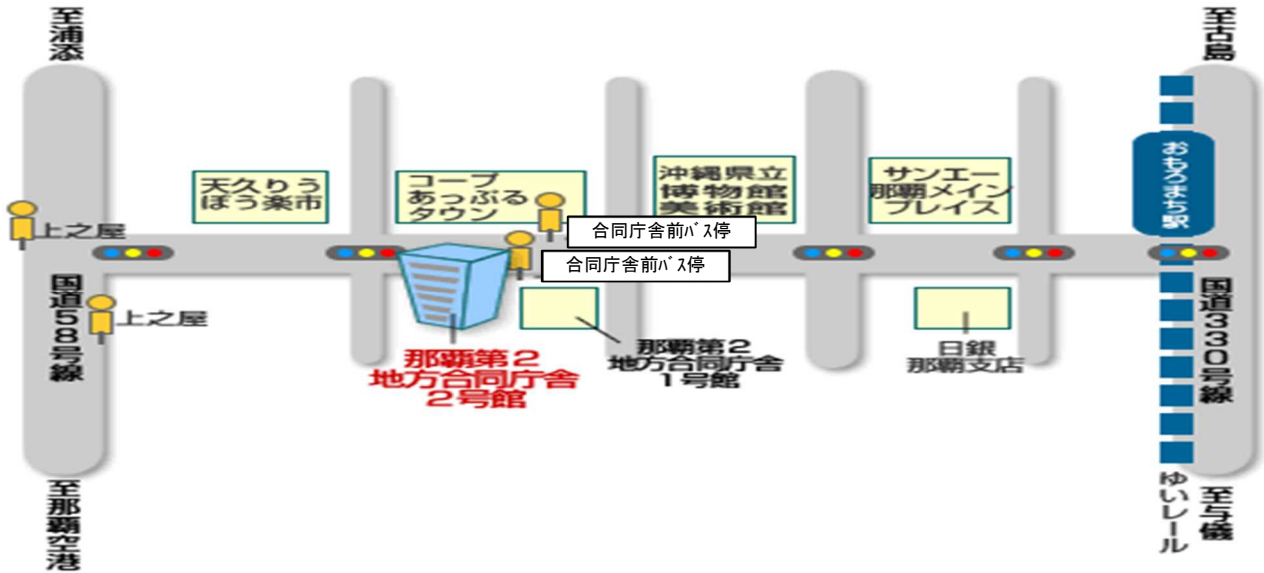 至浦添
至古島
天久りう
ぼう楽市
コープ
あっぷる
タウン
沖縄県立
博物館
美術館
サンエー
那覇メイン
プレイス
おもろまち駅
上之屋
合同庁舎前バス停
合同庁舎前バス停
国道58号線
上之屋
国道330号線
那覇第2
地方合同庁舎
2号館
那覇第2
地方合同庁舎
1号館
日銀
那覇支店
至那覇空港
ゆいレール
至与儀